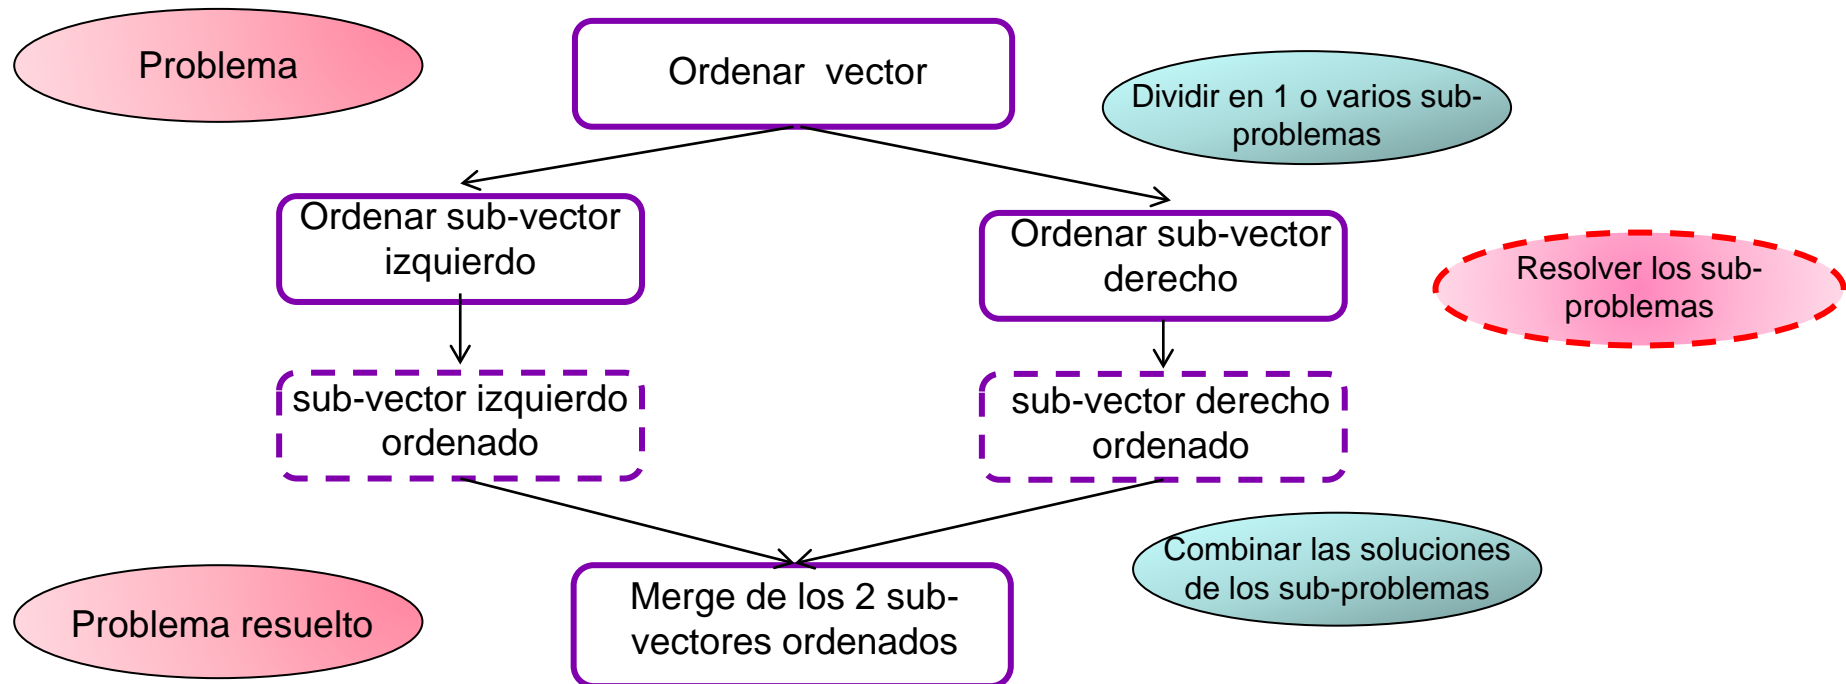 Problema
Ordenar vector
Dividir en 1 o varios sub-
problemas
Ordenar sub-vector
izquierdo
Ordenar sub-vector
derecho
Resolver los sub-
problemas
sub-vector izquierdo
ordenado
sub-vector derecho
ordenado
Combinar las soluciones
de los sub-problemas
Problema resuelto
Merge de los 2 sub-
vectores ordenados